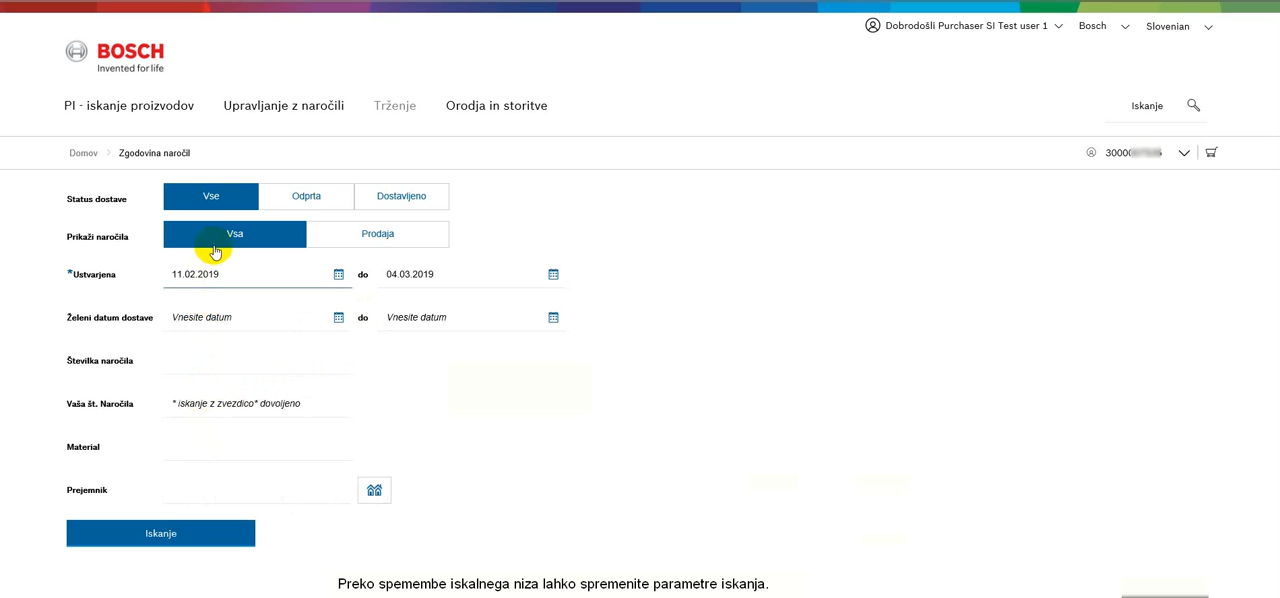 Dobrodošli Purchaser SI Test user 1 Bosch Slovenian
BOSCH
Invented for life
PI - iskanje proizvodov Upravljanje z naročili Trženje Orodja in storitve Iskanje
Domov Zgodovina naročil
Status dostave Vse Odprta Dostavljeno
Prikaži naročila Vsa Prodaja
*Ustvarjena 11.02.2019 do 04.03.2019
Želeni datum dostave Vnesite datum do Vnesite datum
Številka naročila
Vaša št. Naročila * iskanje z zvezdico* dovoljeno
Material
Prejemnik
Iskanje
Preko spemembe iskalnega niza lahko spremenite parametre iskanja.